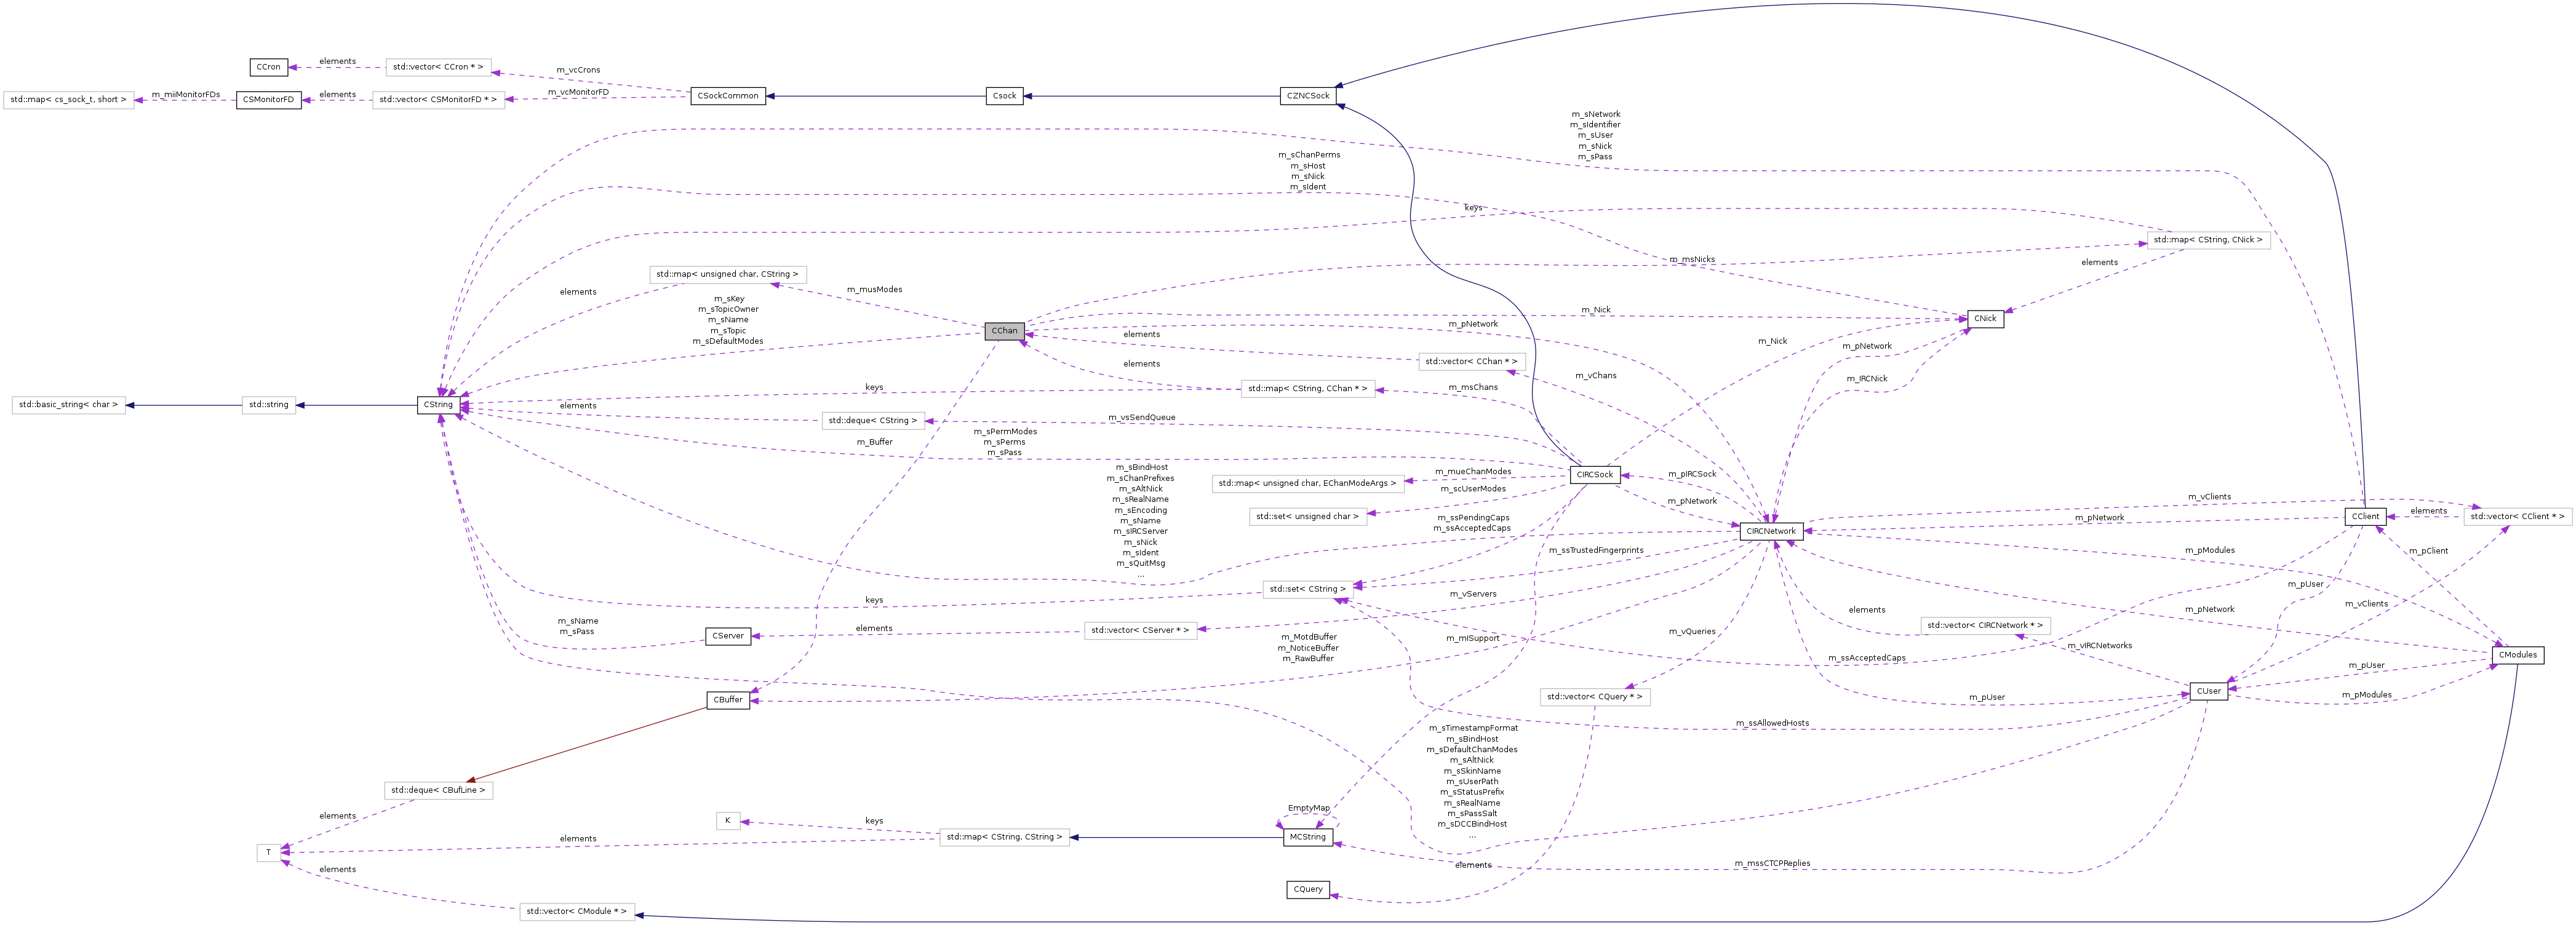 CCron
elements
std::vector< CCron * >
m_vcCrons
std::map< cs_sock_t, short >
m_miiMonitorFDs
CSMonitorFD
elements
std::vector< CSMonitorFD * >
m_vcMonitorFD
CSockCommon
Csock
CZNCSock
m_sNetwork
m_sIdentifier
m_sUser
m_sNick
m_sPass
m_sChanPerms
m_sHost
m_sNick
m_sIdent
keys
std::map< CString, CNick >
m_msNicks
elements
std::map< unsigned char, CString >
elements
m_musModes
m_sKey
m_sTopicOwner
m_sName
m_sTopic
m_sDefaultModes
CChan
m_Nick
CNick
m_pNetwork
elements
std::vector< CChan * >
m_Nick
m_pNetwork
elements
m_vChans
m_IRCNick
keys
std::map< CString, CChan * >
m_msChans
std::basic_string< char >
std::string
CString
elements
std::deque< CString >
m_vsSendQueue
m_Buffer
m_sPermModes
m_sPerms
m_sPass
m_sBindHost
m_sChanPrefixes
m_sAltNick
m_sRealName
m_sEncoding
m_sName
m_sIRCServer
m_sNick
m_sIdent
m_sQuitMsg
...
std::map< unsigned char, EChanModeArgs >
m_mueChanModes
CIRCSock
m_pIRCSock
std::set< unsigned char >
m_scUserModes
m_pNetwork
m_ssPendingCaps
m_ssAcceptedCaps
CIRCNetwork
m_vClients
m_pNetwork
CClient
elements
std::vector< CClient * >
m_ssTrustedFingerprints
m_pModules
m_pClient
std::set< CString >
keys
m_vServers
m_pUser
m_vClients
m_pNetwork
elements
m_sName
m_sPass
CServer
elements
std::vector< CServer * >
m_MotdBuffer
m_NoticeBuffer
m_RawBuffer
m_mISupport
m_vQueries
std::vector< CIRCNetwork * >
m_vIRCNetworks
m_ssAcceptedCaps
CModules
m_pUser
m_pModules
CUser
m_pUser
CBuffer
std::vector< CQuery * >
m_ssAllowedHosts
m_sTimestampFormat
m_sBindHost
m_sDefaultChanModes
m_sAltNick
m_sSkinName
m_sUserPath
m_sStatusPrefix
m_sRealName
m_sPassSalt
m_sDCCBindHost
...
std::deque< CBufLine >
elements
EmptyMap
K
keys
std::map< CString, CString >
MCString
elements
T
m_mssCTCPReplies
elements
elements
CQuery
std::vector< CModule * >